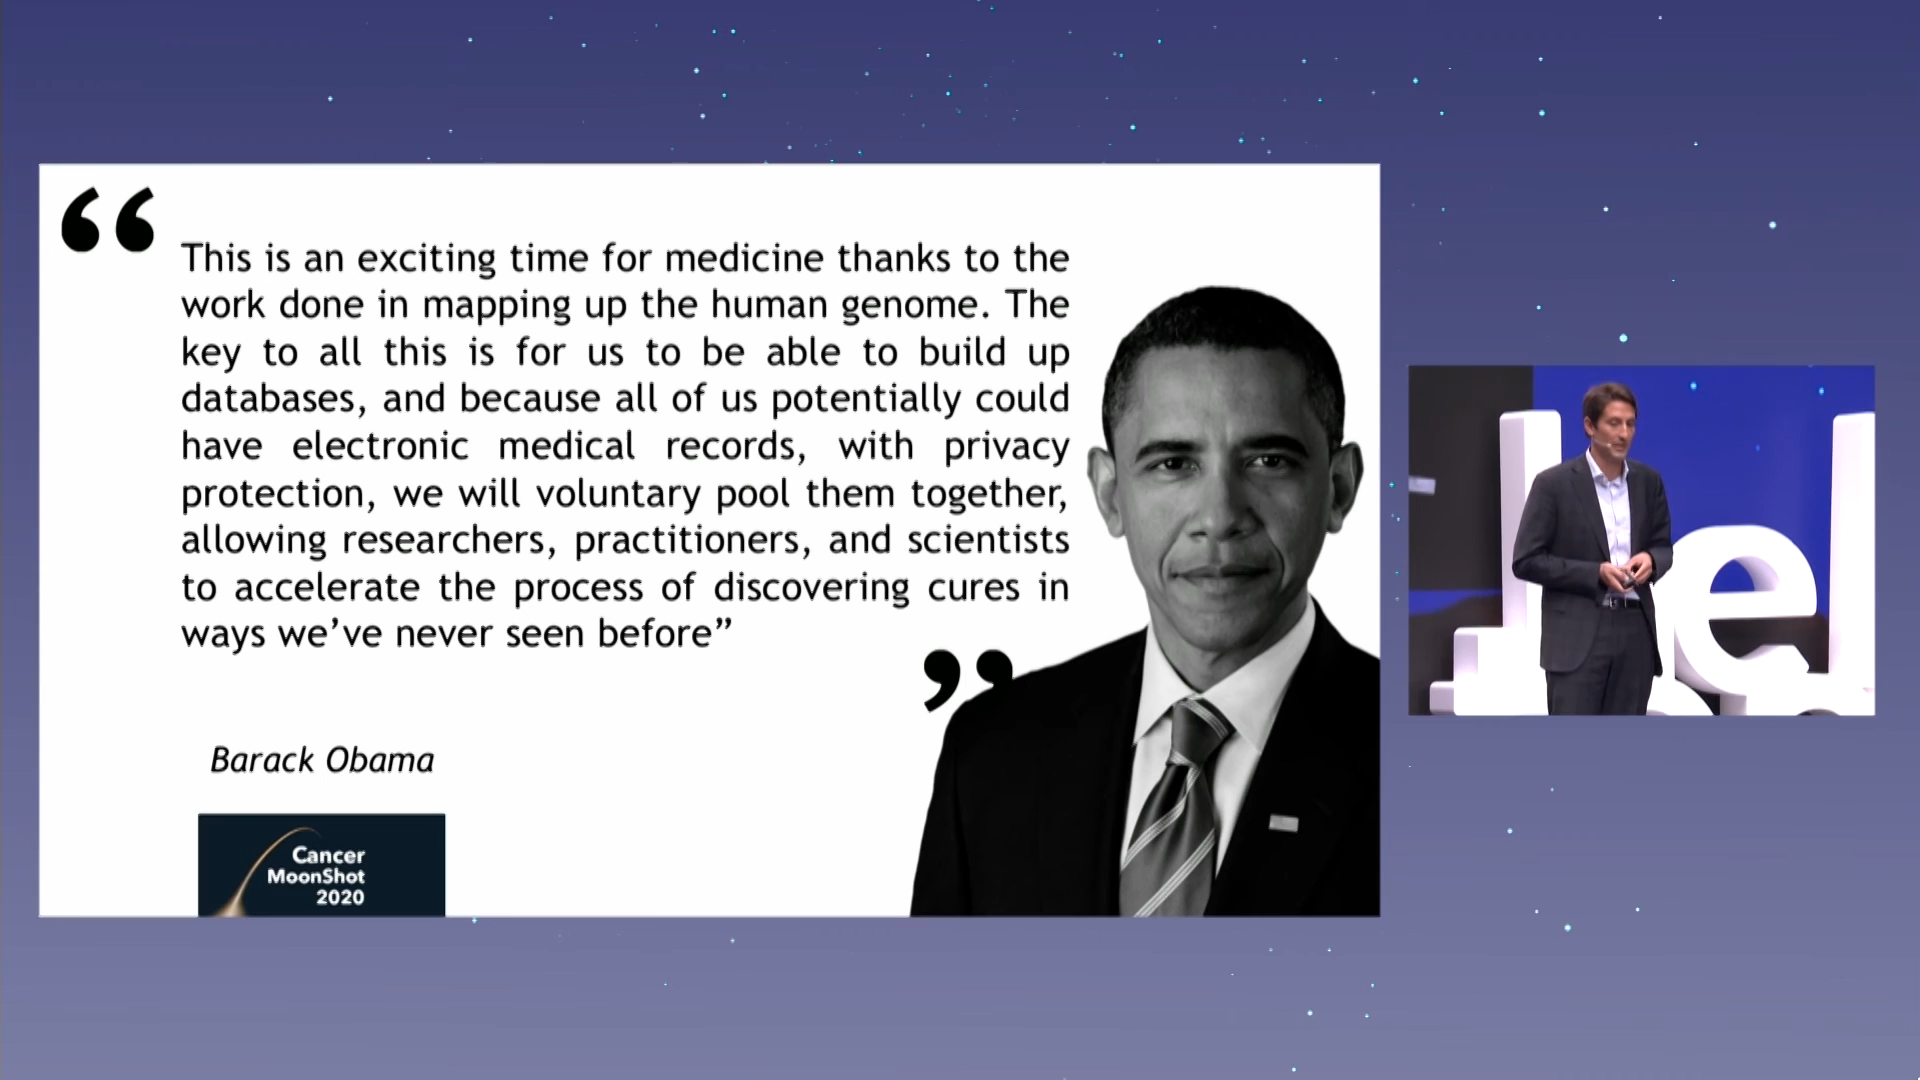 “
This is an exciting time for medicine thanks to the
work done in mapping up the human genome. The
key to all this is for us to be able to build up
databases, and because all of us potentially could
have electronic medical records, with privacy
protection, we will voluntary pool them together,
allowing researchers, practitioners, and scientists
to accelerate the process of discovering cures in
ways we’ve never seen before”
”
Barack Obama
Cancer
MoonShot
2020